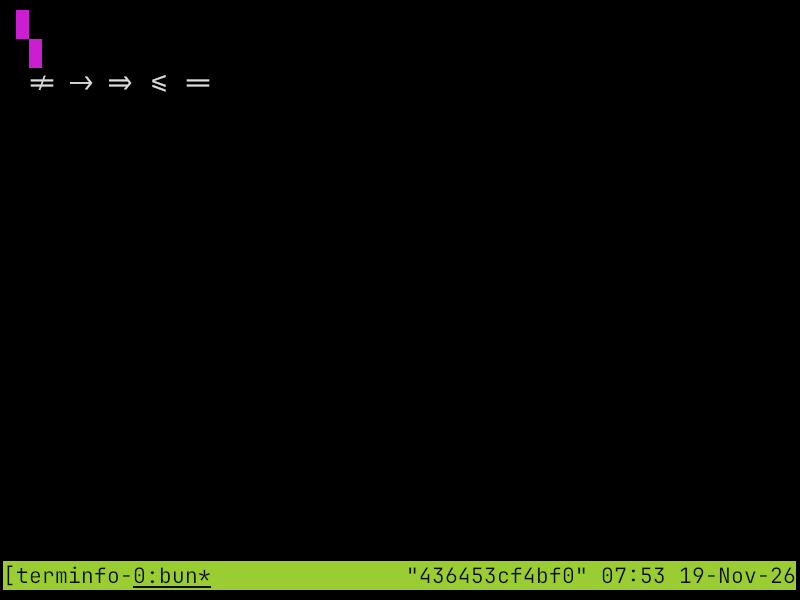 != -> => <= ==
[terminfo-0:bun* "436453cf4bf0" 07:53 19-Nov-26